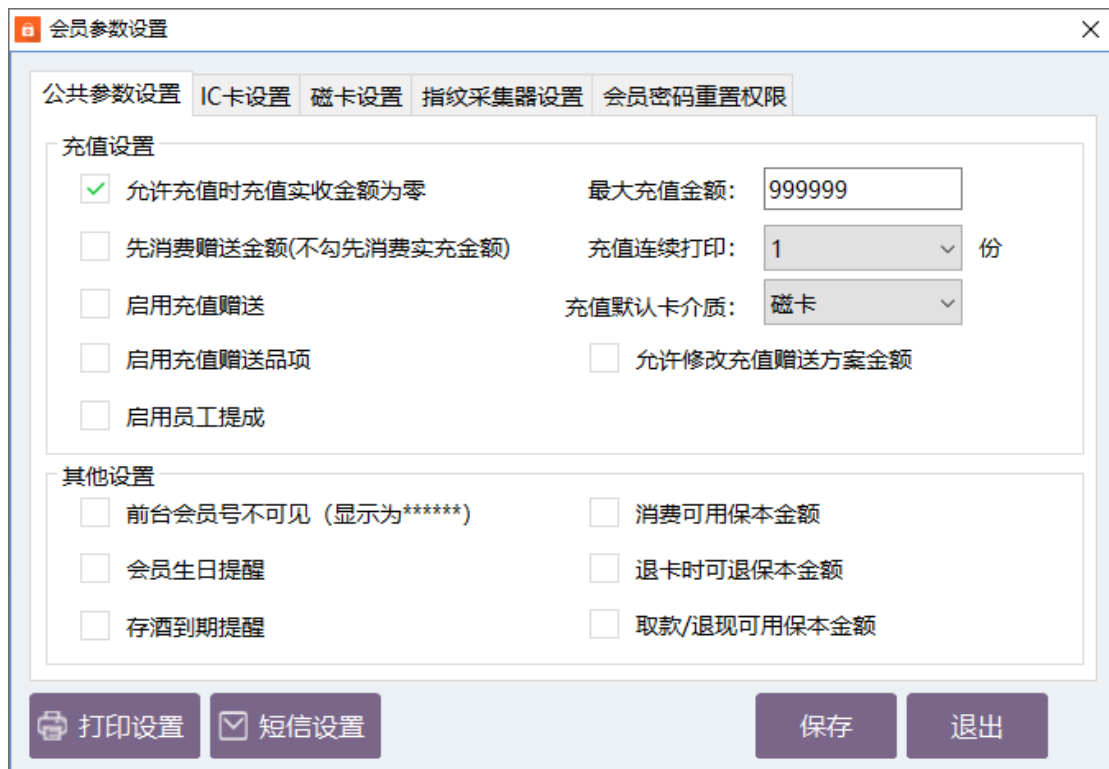 会员参数设置
公共参数设置 IC卡设置 磁卡设置 指纹采集器设置 会员密码重置权限
充值设置
允许充值时充值实收金额为零 最大充值金额: 999999
先消费赠送金额(不勾先消费实充金额) 充值连续打印: 1 份
启用充值赠送 充值默认卡介质: 磁卡
启用充值赠送品项 允许修改充值赠送方案金额
启用员工提成
其他设置
前台会员号不可见（显示为******） 消费可用保本金额
会员生日提醒 退卡时可退保本金额
存酒到期提醒 取款/退现可用保本金额
打印设置 短信设置 保存 退出